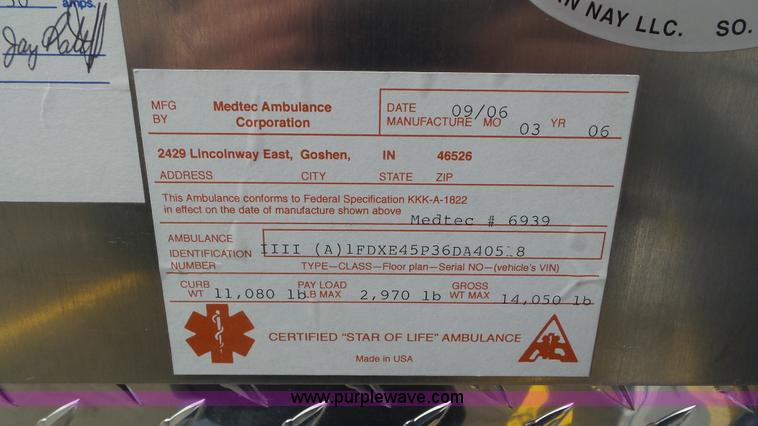 amps.
NAY LLC. SO.
MFG BY Medtec Ambulance Corporation
DATE MANUFACTURE 09/06 MO 03 YR 06
2429 Lincolnway East, Goshen, IN 46526
ADDRESS CITY STATE ZIP
This Ambulance conforms to Federal Specification KKK-A-1822
in effect on the date of manufacture shown above
Medtec # 6939
AMBULANCE IDENTIFICATION NUMBER
IIII (A)1FDXE45P36DA405 8
TYPE—CLASS—Floor plan—Serial NO—(vehicle's VIN)
CURB WT 11,080 lb PAY LOAD LB MAX 2,970 lb GROSS WT MAX 14,050 lb
CERTIFIED "STAR OF LIFE" AMBULANCE
Made in USA
www.purplewave.com